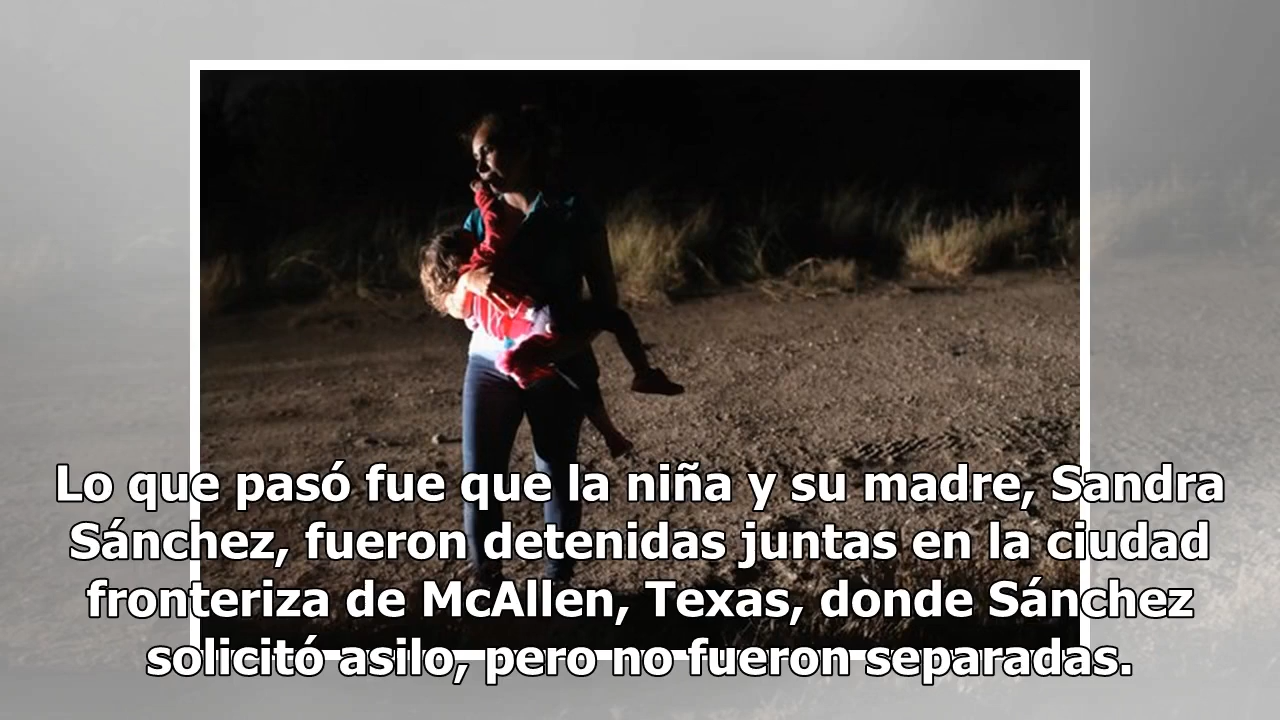 Lo que pasó fue que la niña y su madre, Sandra
Sánchez, fueron detenidas juntas en la ciudad
fronteriza de McAllen, Texas, donde Sánchez
solicitó asilo, pero no fueron separadas.